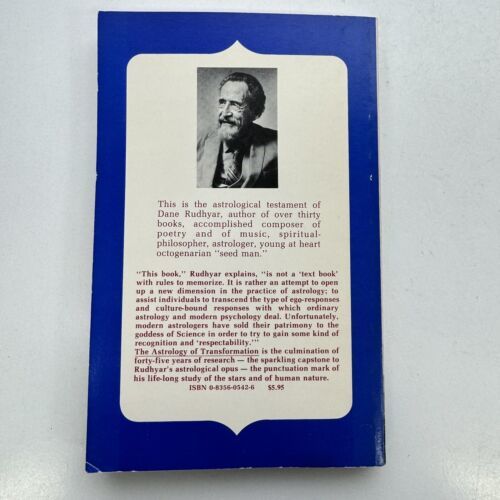 This is the astrological testament of
Dane Rudhyar, author of over thirty
books, accomplished composer of
poetry and of music, spiritual-
philosopher, astrologer, young at heart
octogenerian "seed man."
"This book," Rudhyar explains, "is not a 'text book'
with rules to memorize. It is rather an attempt to open
up a new dimension in the practice of astrology; to
assist individuals to transcend the type of ego-responses
and culture-bound responses with which ordinary
astrology and modern psychology deal. Unfortunately,
modern astrologers have sold their patrimony to the
goddess of Science in order to try to gain some kind of
recognition and 'respectability.'"
The Astrology of Transformation is the culmination of
forty-five years of research — the sparkling capstone to
Rudhyar's astrological opus — the punctuation mark of
his life-long study of the stars and of human nature.
ISBN 0-8356-0542-6 $5.95